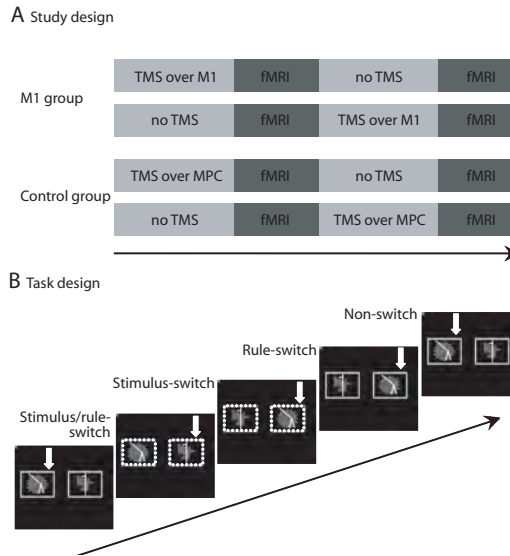 A Study design
TMS over M1 fMRI no TMS fMRI
M1 group
no TMS fMRI TMS over M1 fMRI
TMS over MPC fMRI no TMS fMRI
Control group
no TMS fMRI TMS over MPC fMRI
B Task design
Non-switch
Rule-switch
Stimulus-switch
Stimulus/rule-
switch